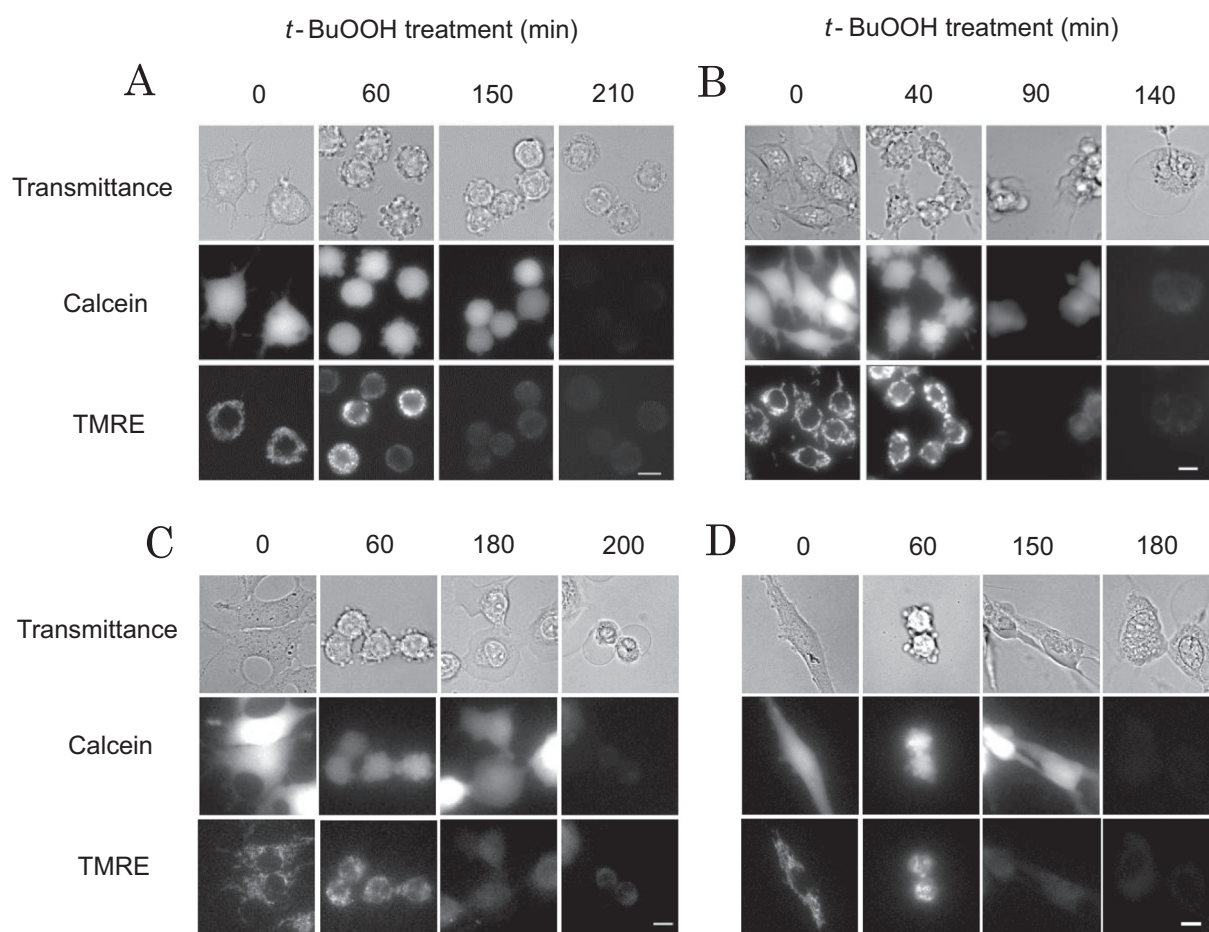 t-BuOOH treatment (min)
t-BuOOH treatment (min)
A
0 60 150 210
B
0 40 90 140
Transmittance
Calcein
TMRE
C
0 60 180 200
D
0 60 150 180
Transmittance
Calcein
TMRE